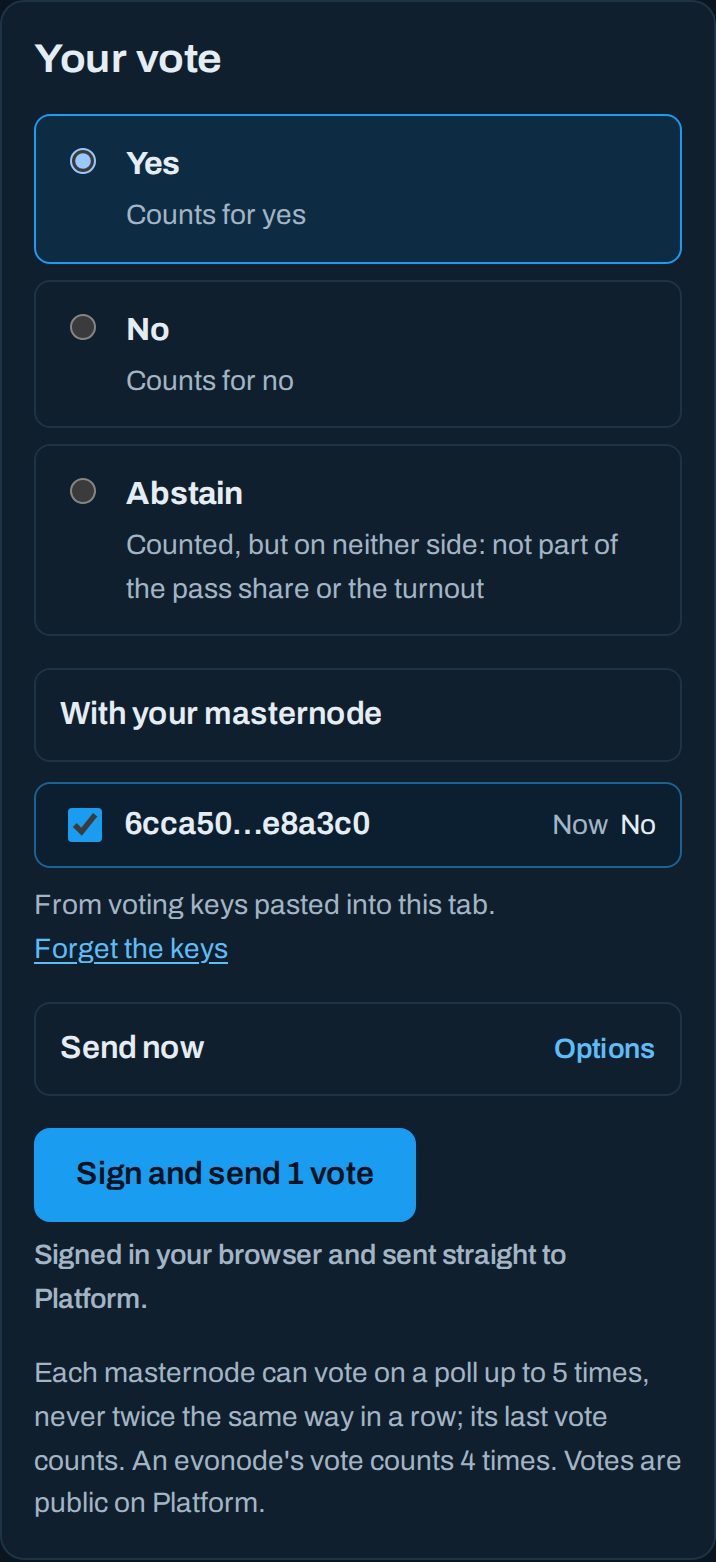 Your vote
Yes
Counts for yes
No
Counts for no
Abstain
Counted, but on neither side: not part of
the pass share or the turnout
With your masternode
6cca50…e8a3c0 Now No
From voting keys pasted into this tab.
Forget the keys
Send now Options
Sign and send 1 vote
Signed in your browser and sent straight to
Platform.
Each masternode can vote on a poll up to 5 times,
never twice the same way in a row; its last vote
counts. An evonode's vote counts 4 times. Votes are
public on Platform.